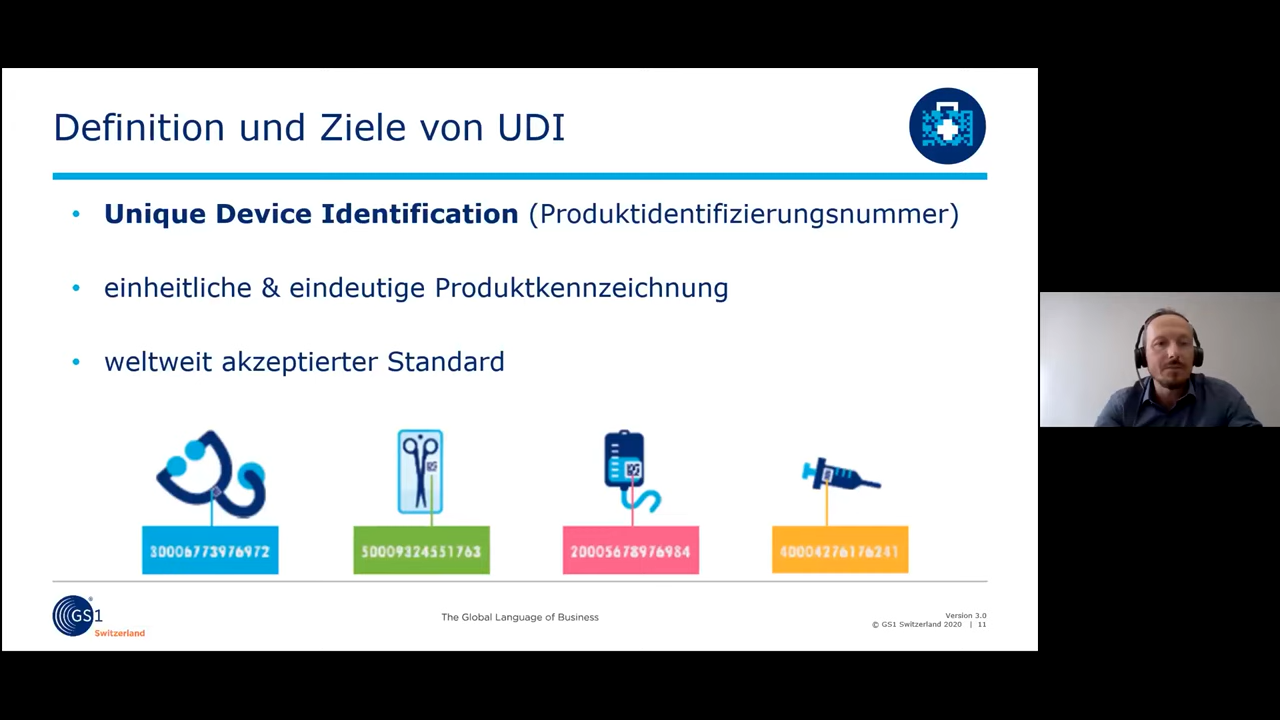 Definition und Ziele von UDI
• Unique Device Identification (Produktidentifizierungsnummer)
• einheitliche & eindeutige Produktkennzeichnung
• weltweit akzeptierter Standard
30006773976972
50009324551763
20005678976984
40004276176241
GS1
®
Switzerland
The Global Language of Business
Version 3.0
© GS1 Switzerland 2020 | 11